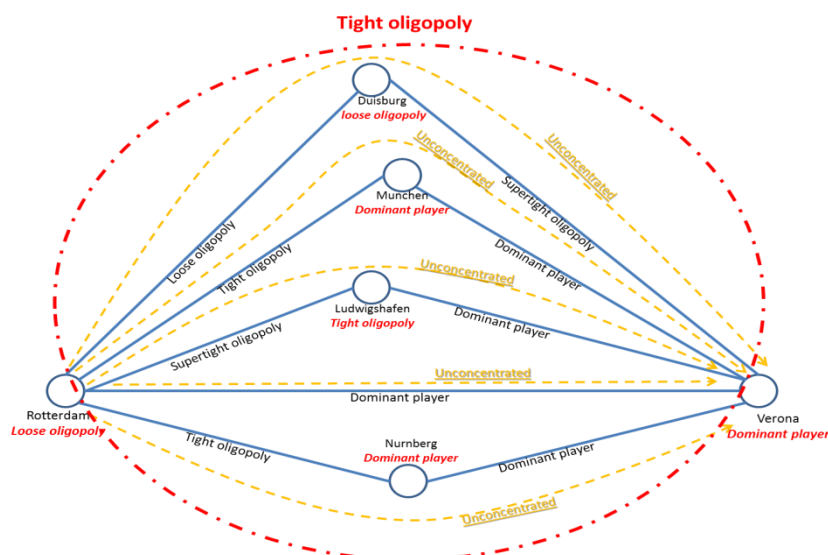 Tight oligopoly
Duisburg
loose oligopoly
Unconcentrated
Unconcentrated
Munchen
Dominant player
Supertight oligopoly
Loose oligopoly
Tight oligopoly
Dominant player
Unconcentrated
Ludwigshafen
Tight oligopoly
Supertight oligopoly
Dominant player
Unconcentrated
Dominant player
Rotterdam
Loose oligopoly
Verona
Dominant player
Tight oligopoly
Nurnberg
Dominant player
Dominant player
Unconcentrated